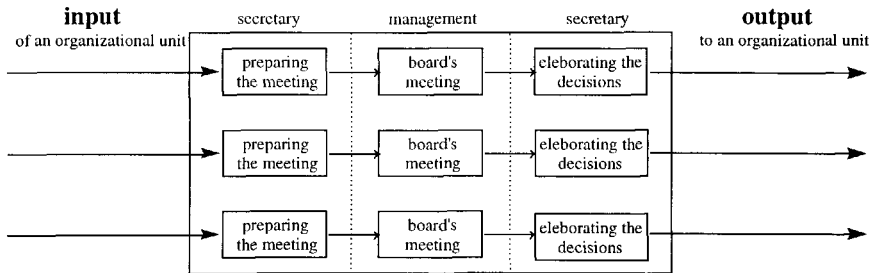 input
secretary
management
secretary
output
of an organizational unit
to an organizational unit
preparing
the meeting
board's
meeting
eleborating the
decisions
preparing
the meeting
board's
meeting
eleborating the
decisions
preparing
the meeting
board's
meeting
eleborating the
decisions